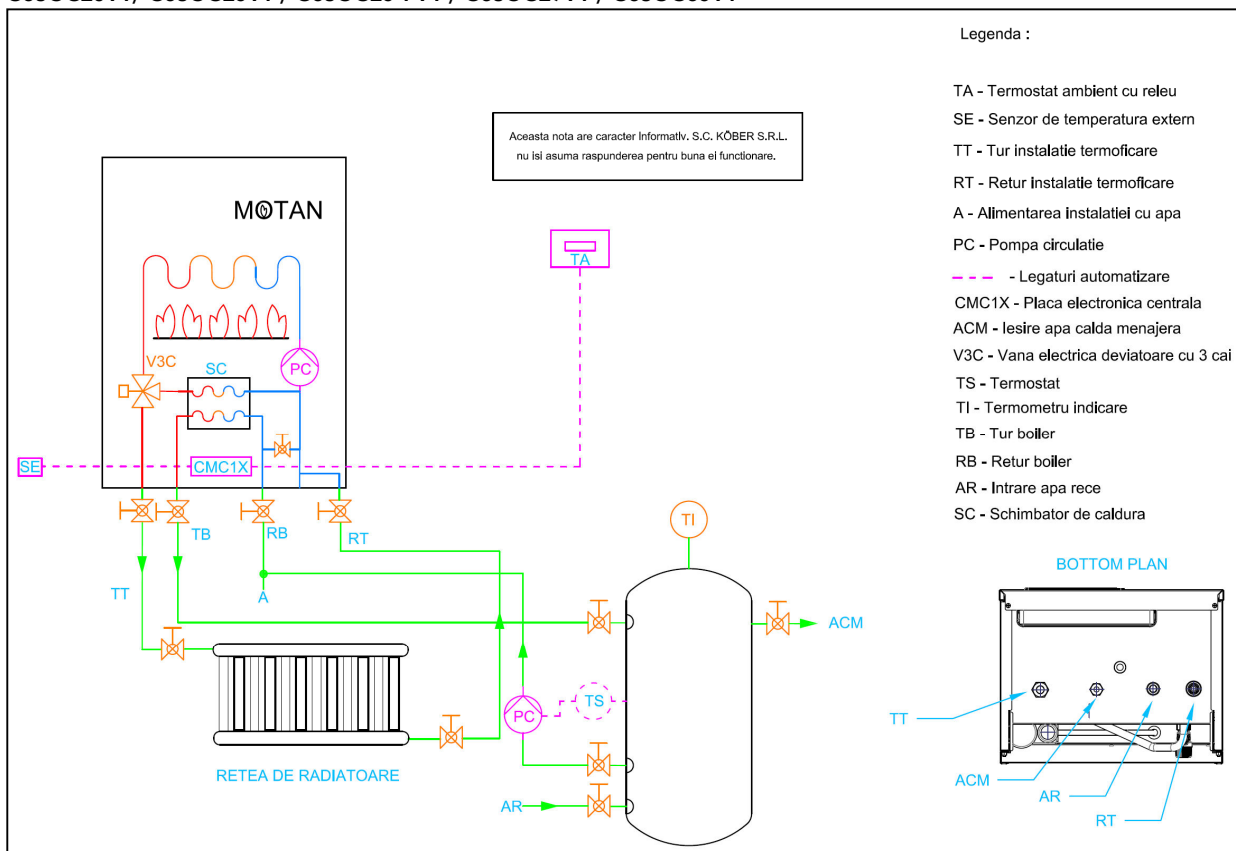 Legenda :
TA - Termostat ambient cu releu
SE - Senzor de temperatura extern
TT - Tur instalatie termoficare
RT - Retur instalatie termoficare
A - Alimentarea instalatiei cu apa
PC - Pompa circulatie
- Legaturi automatizare
CMC1X - Placa electronica centrala
ACM - Iesire apa calda menajera
V3C - Vana electrica deviatoare cu 3 cai
TS - Termostat
TI - Termometru indicare
TB - Tur boiler
RB - Retur boiler
AR - Intrare apa rece
SC - Schimbator de caldura
Aceasta nota are caracter informativ. S.C. KÖBER S.R.L.
nu isi asuma raspunderea pentru buna ei functionare.
MOTAN
TA
V3C
SC
PC
SE
CMC1X
TB
RB
RT
TT
A
TI
ACM
PC
TS
AR
RETEA DE RADIATOARE
BOTTOM PLAN
TT
ACM
AR
RT